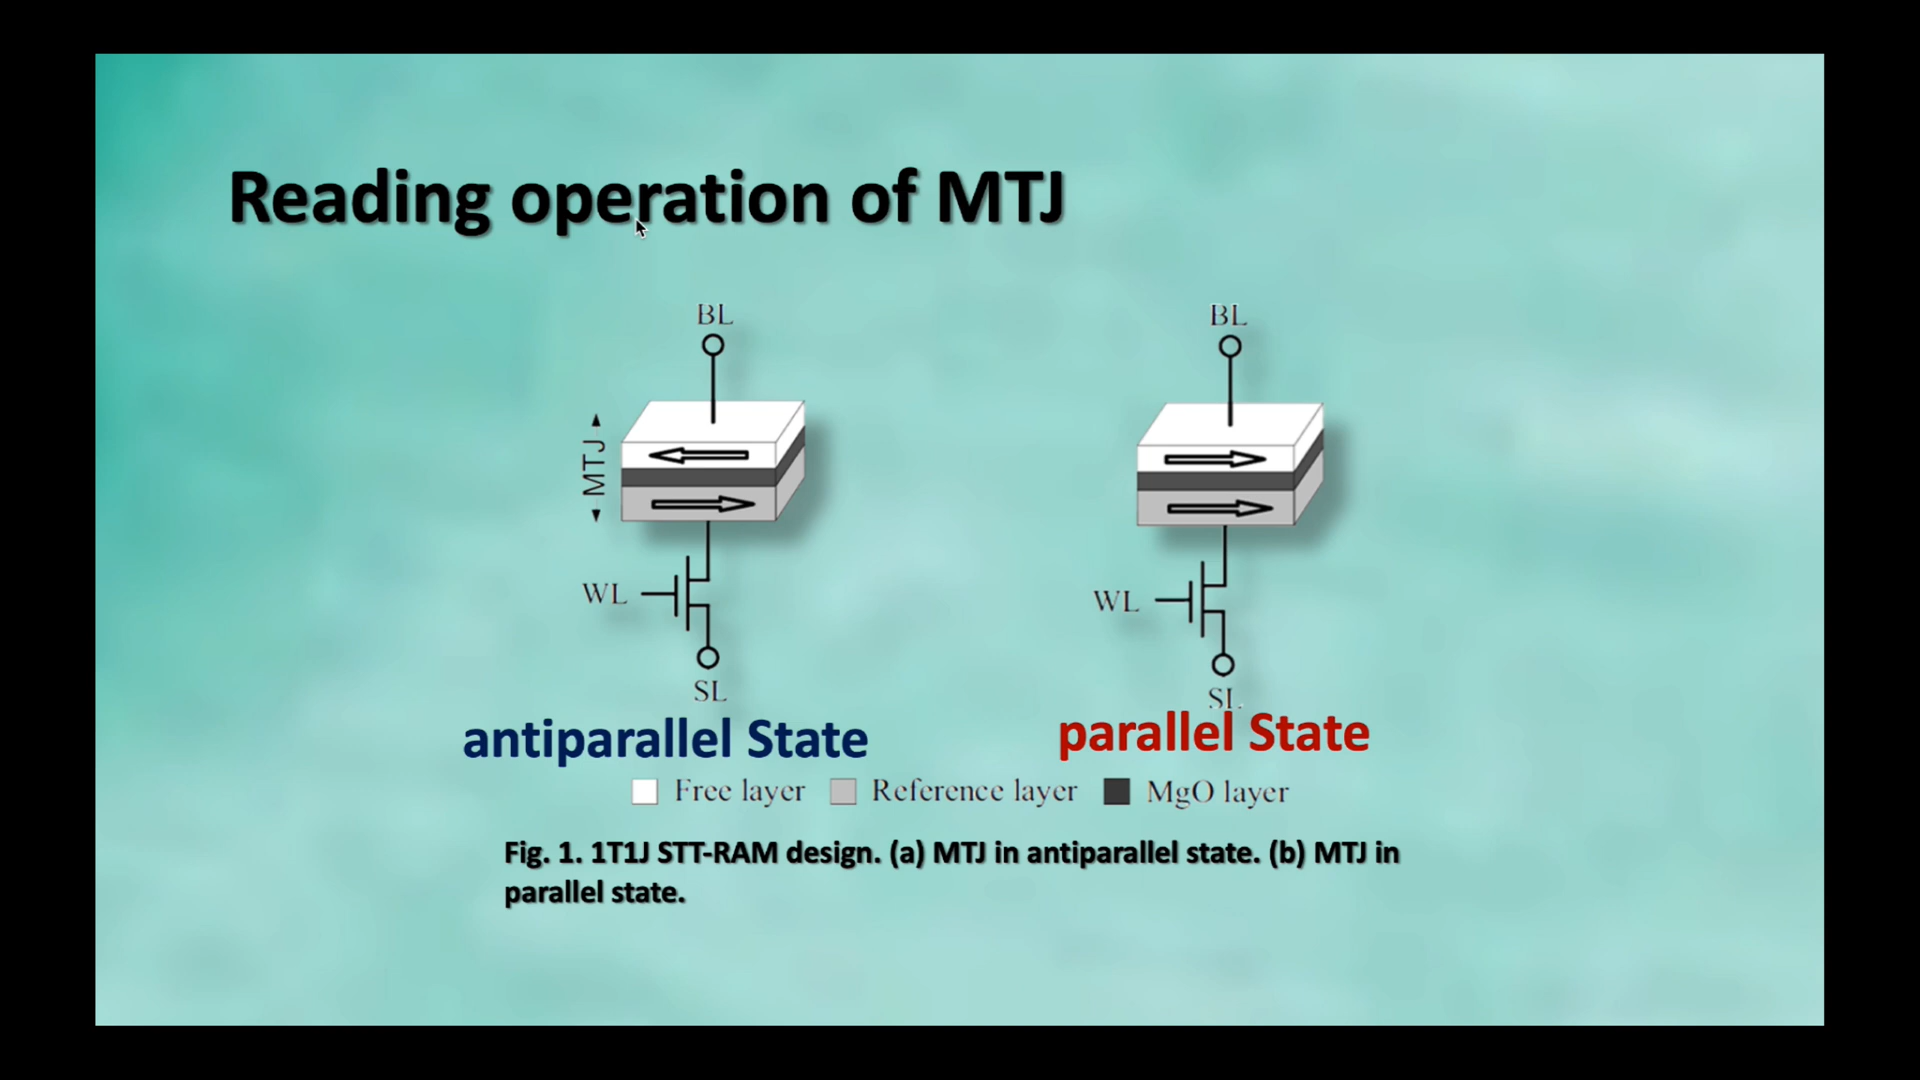 Reading operation of MTJ
BL
BL
MTJ
WL
WL
SL
SL
antiparallel State
parallel State
Free layer Reference layer MgO layer
Fig. 1. 1T1J STT-RAM design. (a) MTJ in antiparallel state. (b) MTJ in
parallel state.